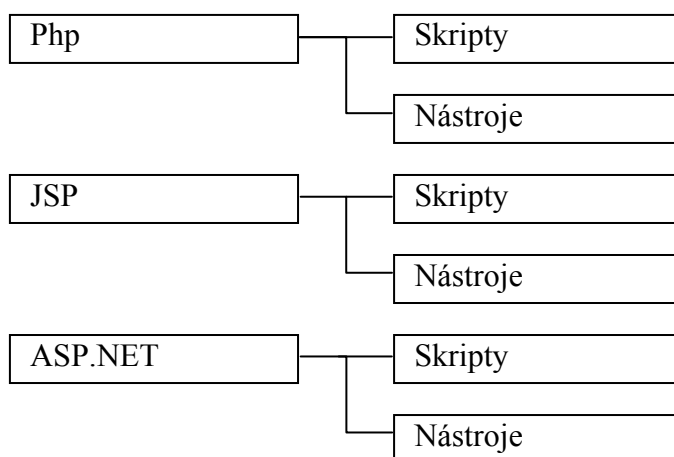 Php
Skripty
Nástroje
JSP
Skripty
Nástroje
ASP.NET
Skripty
Nástroje